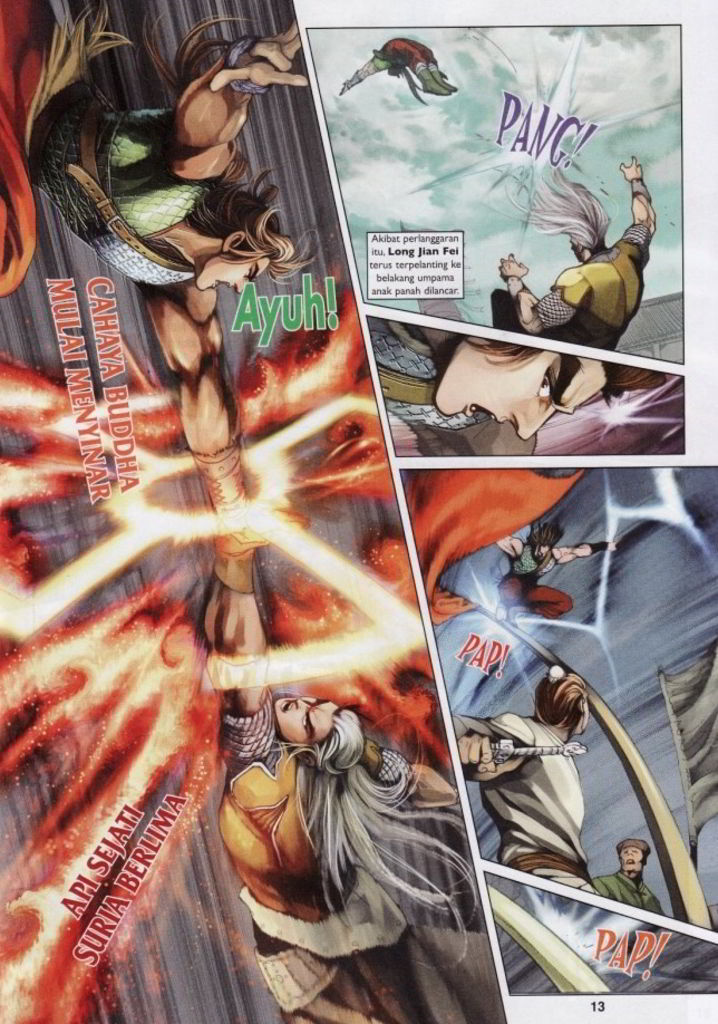 Ayuh!
CAHAYA BUDDHA
MULAI MENYINAR
API SEJATI
SURIA BERLIMA
PANG!
Akibat perlanggaran
itu, Long Jian Fei
terus terpelanting ke
belakang umpama
anak panah dilancar.
PAP!
PAP!
13